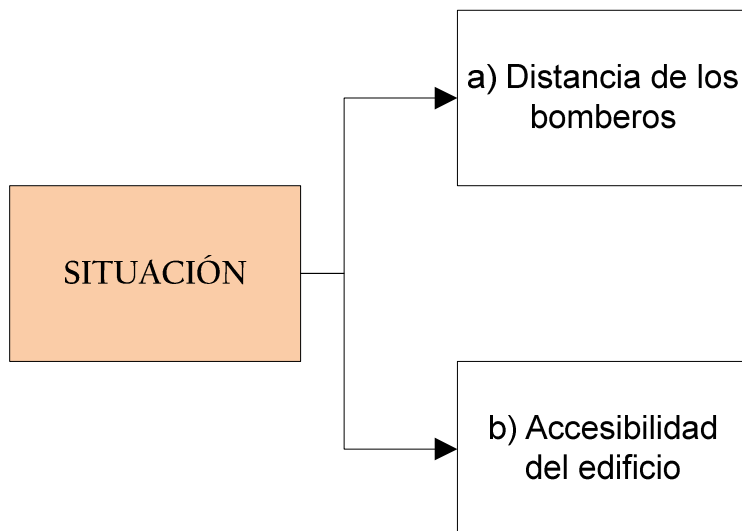 a) Distancia de los
bomberos
SITUACIÓN
b) Accesibilidad
del edificio